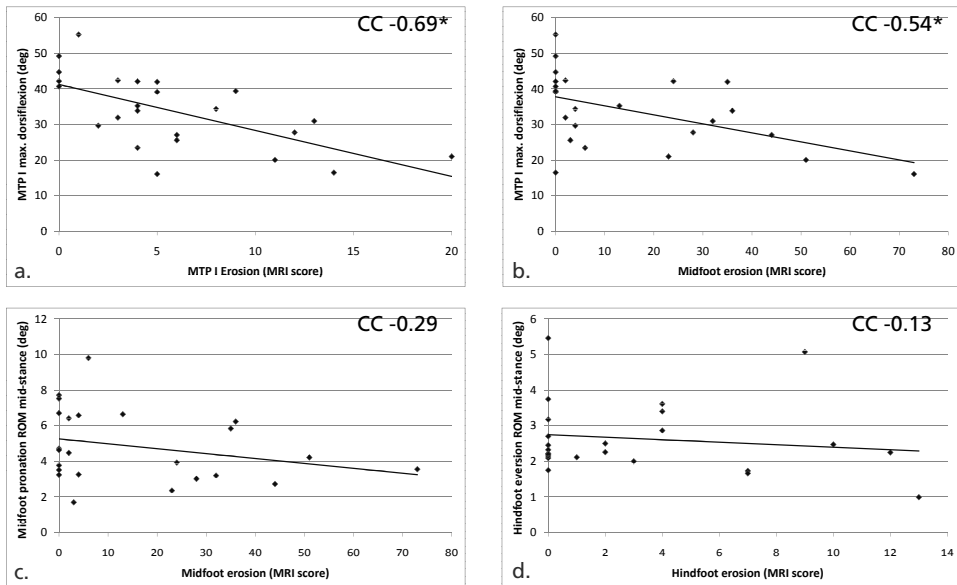 CC -0.69*
MTP I max. dorsiflexion (deg)
60
50
40
30
20
10
0
0 5 10 15 20
MTP I Erosion (MRI score)
a.
CC -0.54*
MTP I max. dorsiflexion (deg)
60
50
40
30
20
10
0
0 10 20 30 40 50 60 70 80
Midfoot erosion (MRI score)
b.
CC -0.29
Midfoot pronation ROM mid-stance (deg)
12
10
8
6
4
2
0
0 10 20 30 40 50 60 70 80
Midfoot erosion (MRI score)
c.
CC -0.13
Hindfoot eversion ROM mid-stance (deg)
6
5
4
3
2
1
0
0 2 4 6 8 10 12 14
Hindfoot erosion (MRI score)
d.